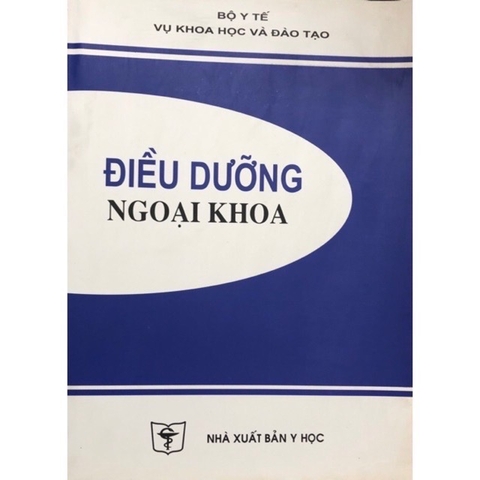 BỘ Y TẾ
VỤ KHOA HỌC VÀ ĐÀO TẠO
ĐIỀU DƯỠNG
NGOẠI KHOA
NHÀ XUẤT BẢN Y HỌC